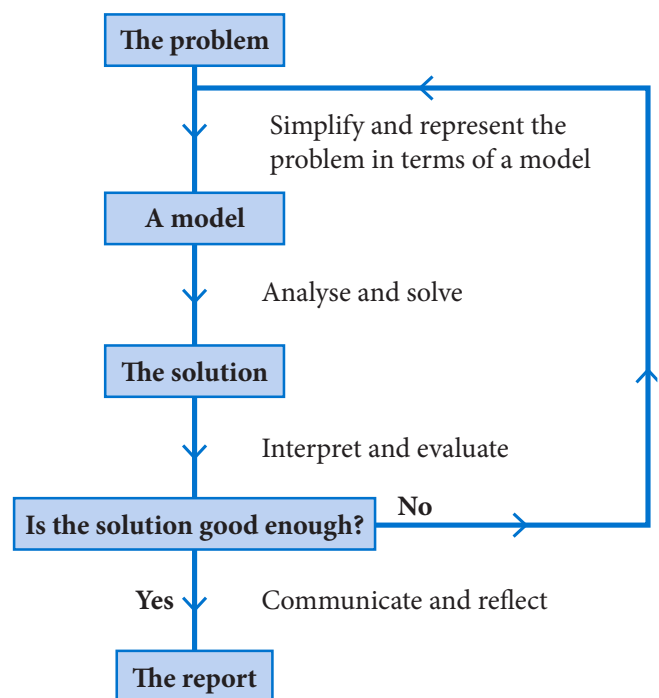 The problem
Simplify and represent the
problem in terms of a model
A model
Analyse and solve
The solution
Interpret and evaluate
Is the solution good enough?
No
Yes
Communicate and reflect
The report